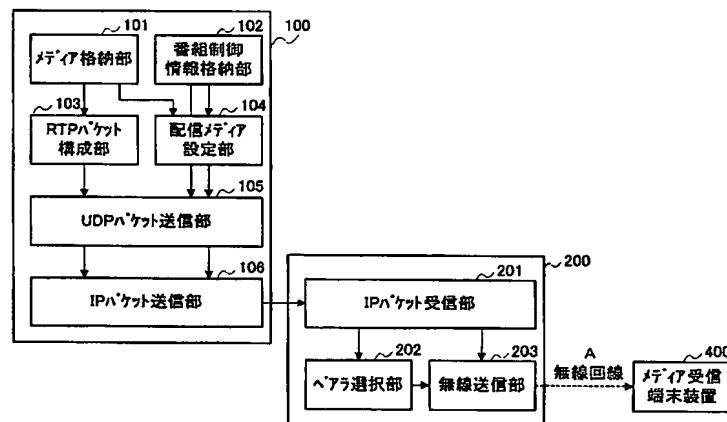 101
102
100
メディア格納部
番組制御
情報格納部
103
104
RTPパケット
構成部
配信メディア
設定部
105
UDPパケット送信部
106
IPパケット送信部
201
200
IPパケット受信部
202
203
ベアラ選択部
無線送信部
A
無線回線
400
メディア受信
端末装置